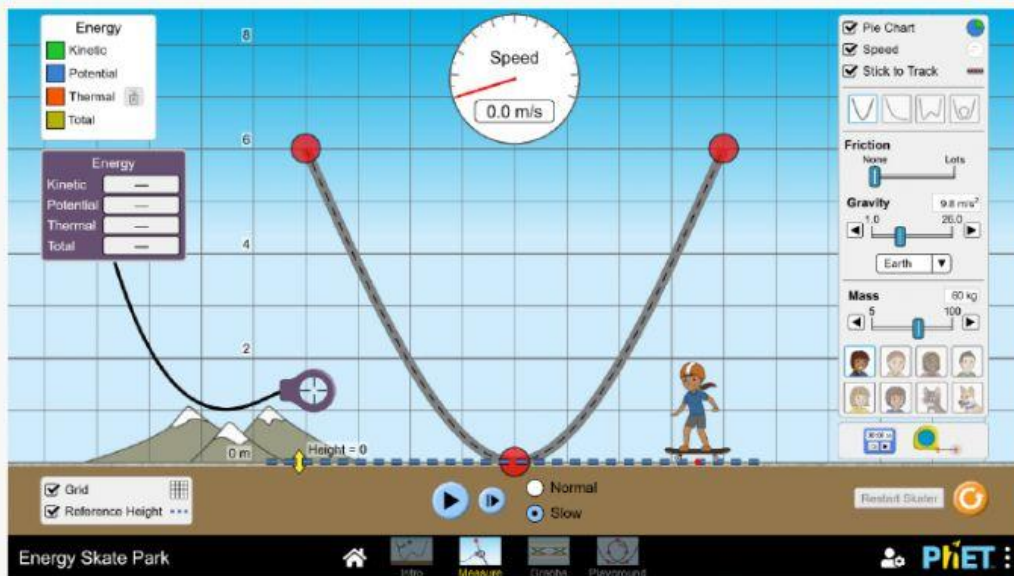 Energy
Kinetic
Potential
Thermal
Total
Energy
Kinetic —
Potential —
Thermal —
Total —
8
6
4
2
0 m
Height = 0
Speed
0.0 m/s
Pie Chart
Speed
Stick to Track
Friction
None Lots
Gravity 9.8 m/s²
1.0 26.0
Earth
Mass 60 kg
5 100
Grid
Reference Height
Normal
Slow
Restart Skater
Energy Skate Park
Intro
Measure
Graphs
Playground
PhET